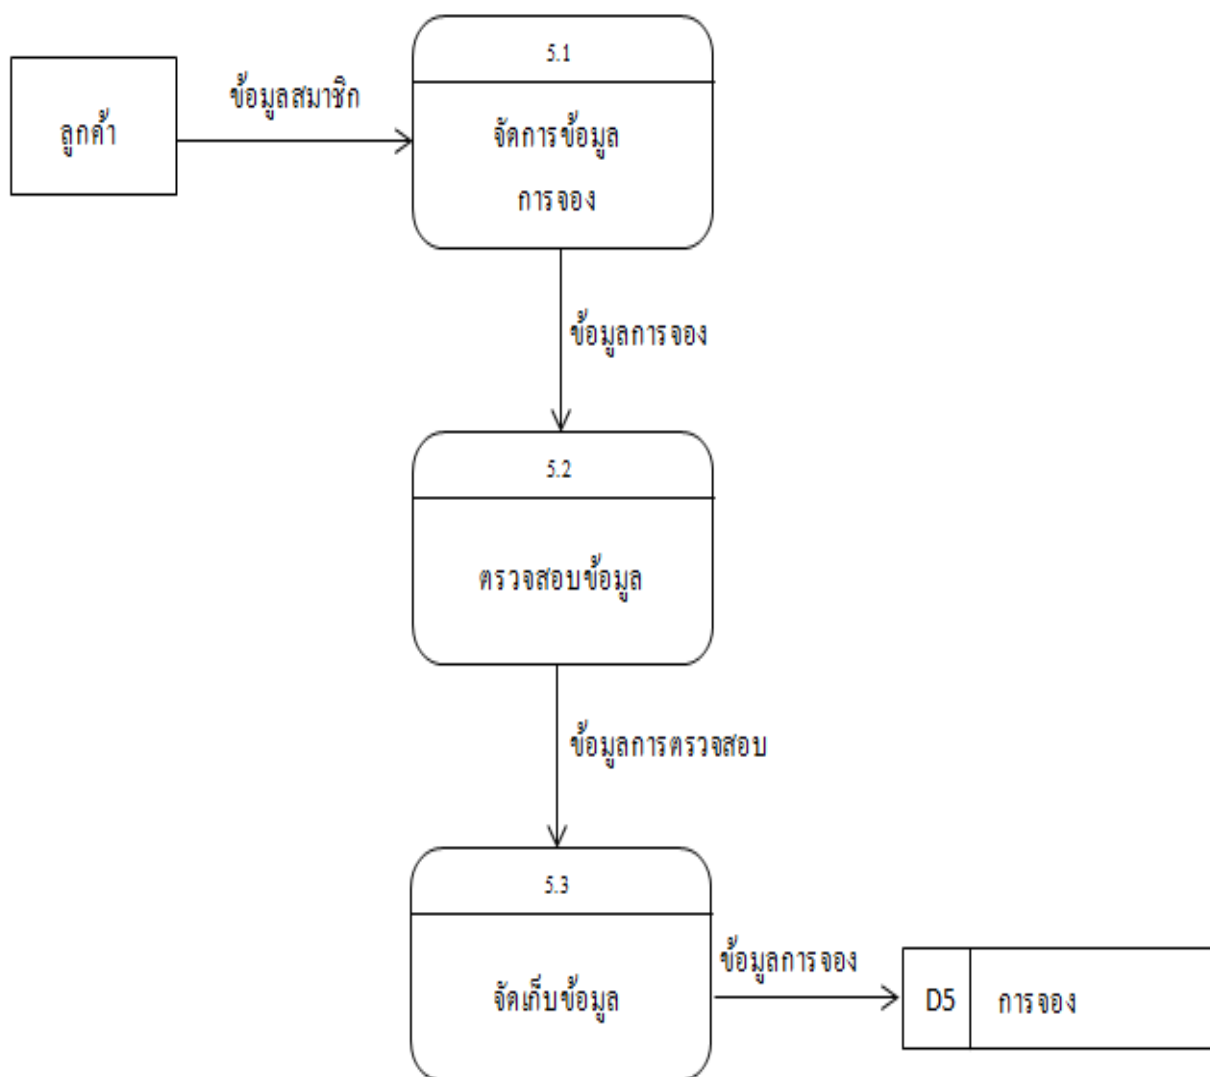 5.1
ลูกค้า
ข้อมูลสมาชิก
จัดการข้อมูล
การจอง
ข้อมูลการจอง
5.2
ตรวจสอบข้อมูล
ข้อมูลการตรวจสอบ
5.3
จัดเก็บข้อมูล
ข้อมูลการจอง
D5
การจอง